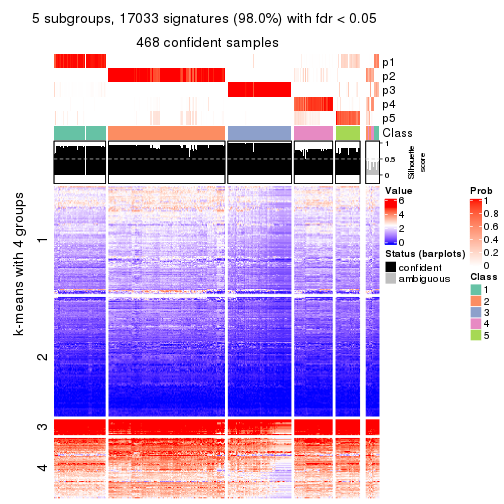 5 subgroups, 17033 signatures (98.0%) with fdr < 0.05
468 confident samples
p1
p2
p3
p4
p5
Class
1
0.5
0
Silhouette
score
k-means with 4 groups
1
2
3
4
Value
6
4
2
0
Status (barplots)
confident
ambiguous
Prob
1
0.8
0.6
0.4
0.2
0
Class
1
2
3
4
5